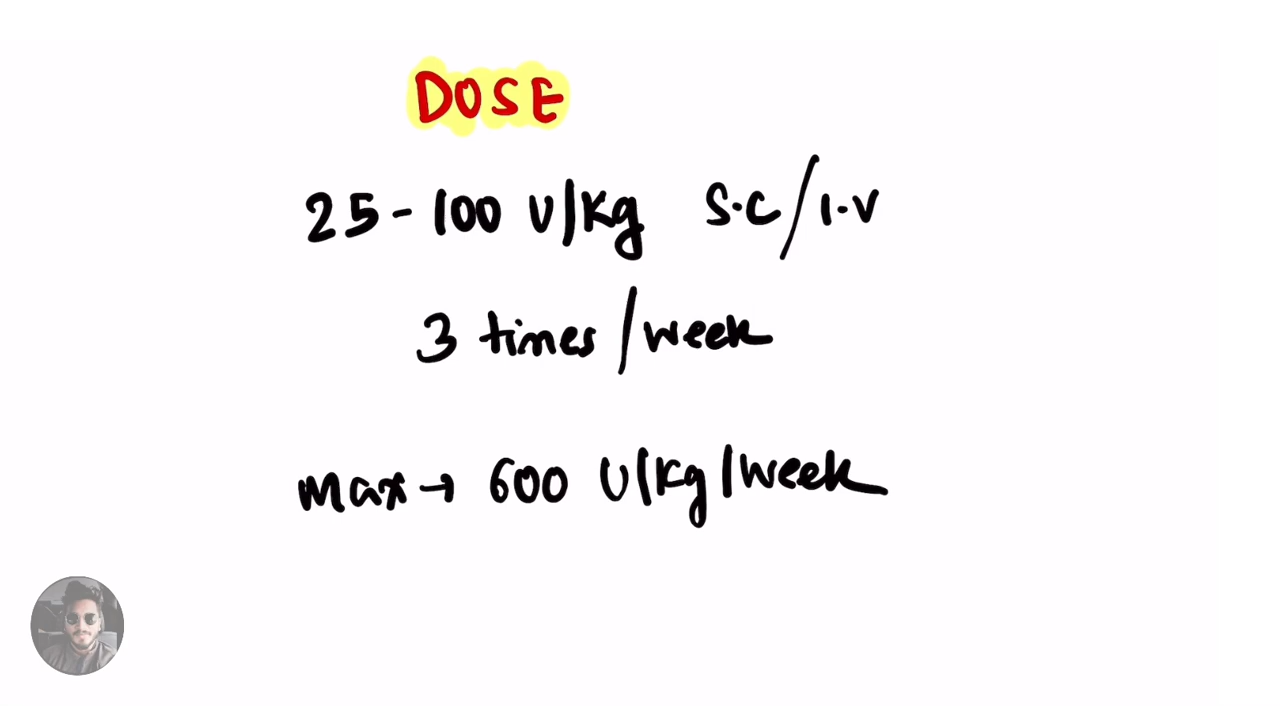 DOSE
25-100 U/Kg S.C/I.V
3 times/week
max → 600 U/Kg/week